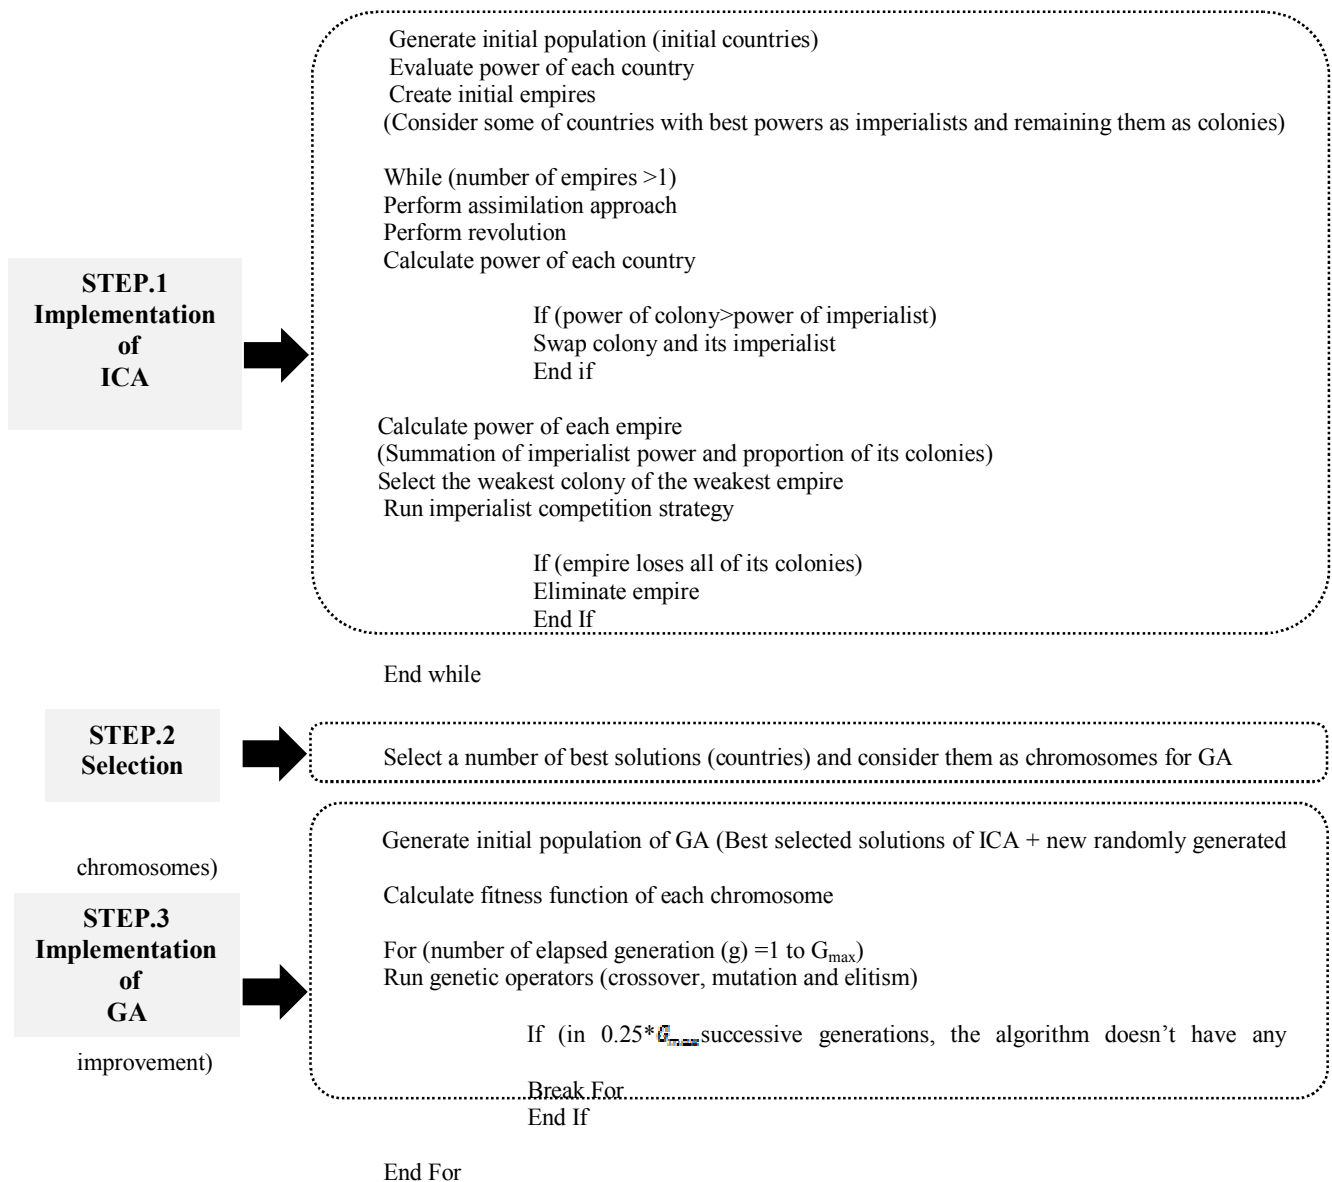 Generate initial population (initial countries)
Evaluate power of each country
Create initial empires
(Consider some of countries with best powers as imperialists and remaining them as colonies)
While (number of empires >1)
Perform assimilation approach
Perform revolution
Calculate power of each country
STEP.1
Implementation
of
ICA
If (power of colony>power of imperialist)
Swap colony and its imperialist
End if
Calculate power of each empire
(Summation of imperialist power and proportion of its colonies)
Select the weakest colony of the weakest empire
Run imperialist competition strategy
If (empire loses all of its colonies)
Eliminate empire
End If
End while
STEP.2
Selection
Select a number of best solutions (countries) and consider them as chromosomes for GA
Generate initial population of GA (Best selected solutions of ICA + new randomly generated
chromosomes)
Calculate fitness function of each chromosome
STEP.3
Implementation
of
GA
For (number of elapsed generation (g) =1 to Gmax)
Run genetic operators (crossover, mutation and elitism)
If (in 0.25* successive generations, the algorithm doesn’t have any
improvement)
Break For
End If
End For